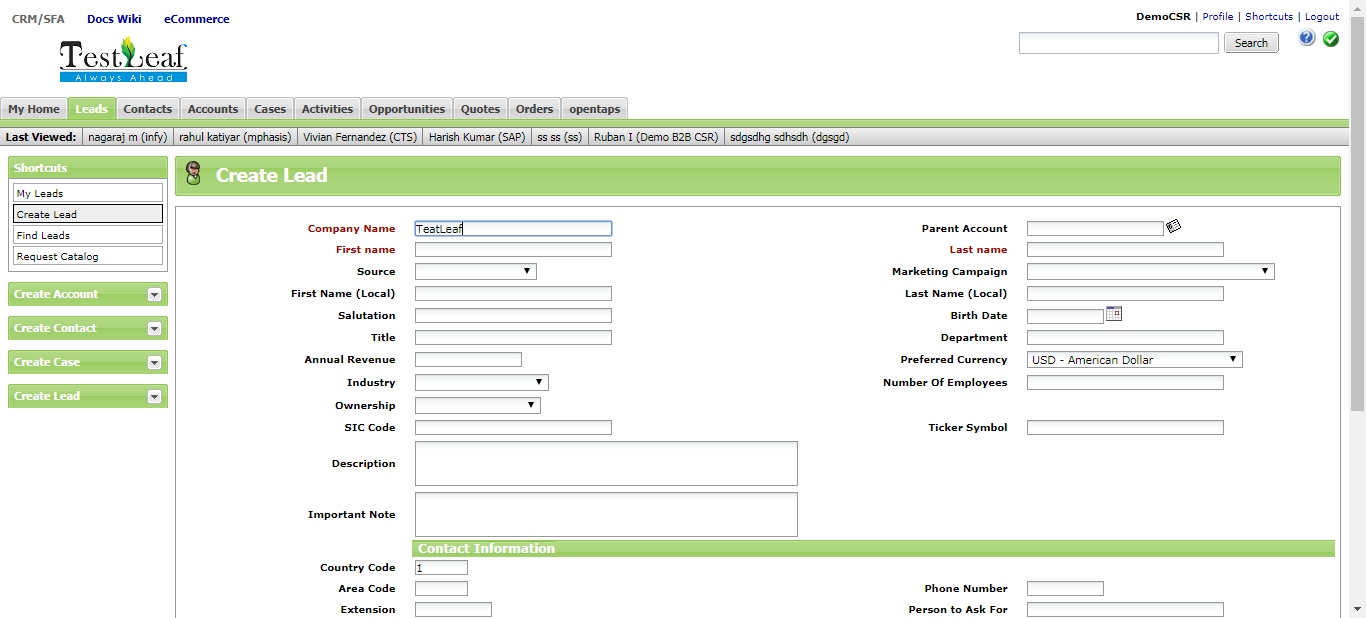 CRM/SFA Docs Wiki eCommerce
DemoCSR | Profile | Shortcuts | Logout
TestLeaf
Always Ahead
Search
My Home Leads Contacts Accounts Cases Activities Opportunities Quotes Orders opentaps
Last Viewed: nagaraj m (infy) rahul katiyar (mphasis) Vivian Fernandez (CTS) Harish Kumar (SAP) ss ss (ss) Ruban I (Demo B2B CSR) sdgsdhg sdhsdh (dgsgd)
Shortcuts
My Leads
Create Lead
Find Leads
Request Catalog
Create Account
Create Contact
Create Case
Create Lead
Create Lead
Company Name TeatLeaf Parent Account
First name Last name
Source Marketing Campaign
First Name (Local) Last Name (Local)
Salutation Birth Date
Title Department
Annual Revenue Preferred Currency USD - American Dollar
Industry Number Of Employees
Ownership
SIC Code Ticker Symbol
Description
Important Note
Contact Information
Country Code 1
Area Code Phone Number
Extension Person to Ask For